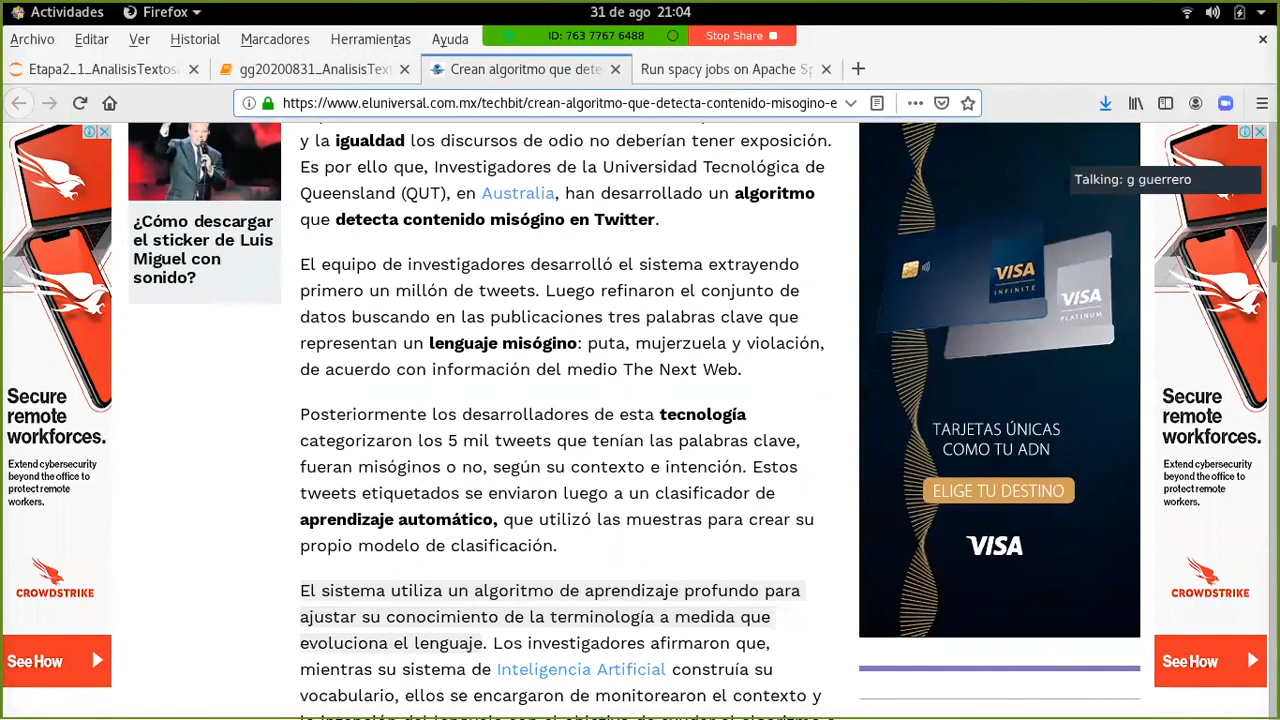 Actividades
Firefox
31 de ago 21:04
Archivo
Editar
Ver
Historial
Marcadores
Herramientas
Ayuda
ID: 763 7767 6488
Stop Share
Etapa2_1_AnalisisTextos
gg20200831_AnalisisText
Crean algoritmo que dete
Run spacy jobs on Apache Sp
https://www.eluniversal.com.mx/techbit/crean-algoritmo-que-detecta-contenido-misogino-e
Talking: g guerrero
¿Cómo descargar
el sticker de Luis
Miguel con
sonido?
y la igualdad los discursos de odio no deberían tener exposición.
Es por ello que, Investigadores de la Universidad Tecnológica de
Queensland (QUT), en Australia, han desarrollado un algoritmo
que detecta contenido misógino en Twitter.
El equipo de investigadores desarrolló el sistema extrayendo
primero un millón de tweets. Luego refinaron el conjunto de
datos buscando en las publicaciones tres palabras clave que
representan un lenguaje misógino: puta, mujerzuela y violación,
de acuerdo con información del medio The Next Web.
Posteriormente los desarrolladores de esta tecnología
categorizaron los 5 mil tweets que tenían las palabras clave,
fueran misóginos o no, según su contexto e intención. Estos
tweets etiquetados se enviaron luego a un clasificador de
aprendizaje automático, que utilizó las muestras para crear su
propio modelo de clasificación.
El sistema utiliza un algoritmo de aprendizaje profundo para
ajustar su conocimiento de la terminología a medida que
evoluciona el lenguaje. Los investigadores afirmaron que,
mientras su sistema de Inteligencia Artificial construía su
vocabulario, ellos se encargaron de monitorearon el contexto y
Secure
remote
workforces.
Extend cybersecurity
beyond the office to
protect remote
workers.
CROWDSTRIKE
See How
VISA
INFINITE
VISA
PLATINUM
TARJETAS ÚNICAS
COMO TU ADN
ELIGE TU DESTINO
VISA
Secure
remote
workforces.
Extend cybersecurity
beyond the office to
protect remote
workers.
CROWDSTRIKE
See How